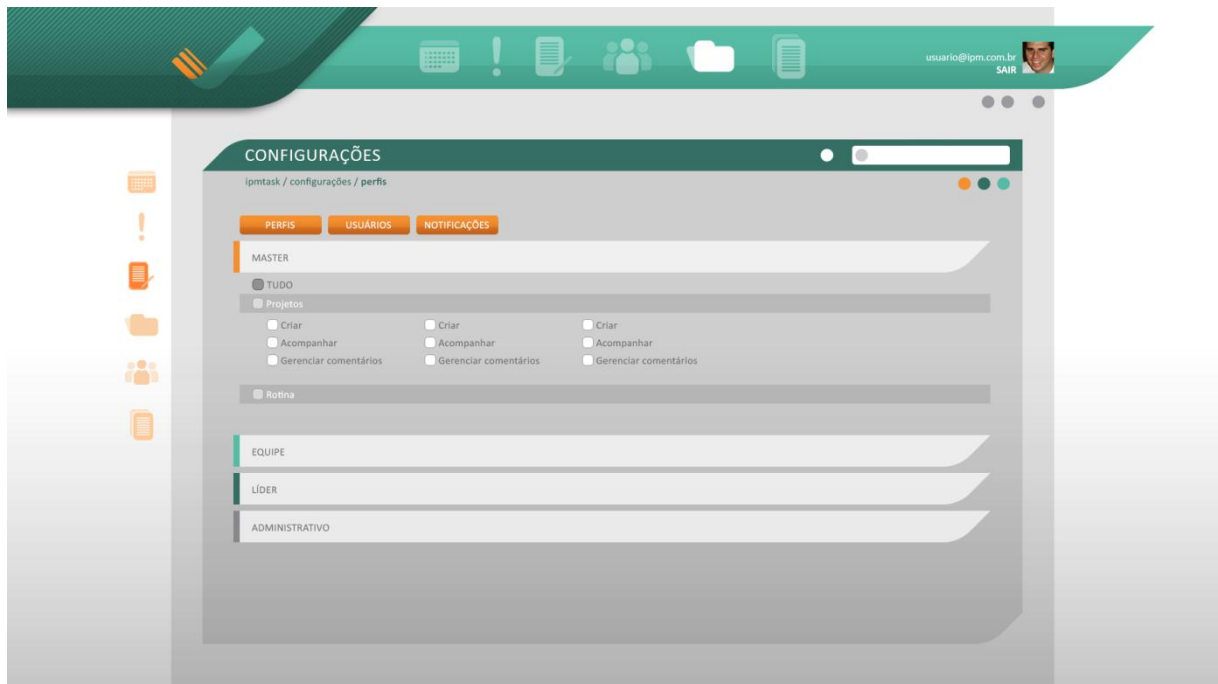 usuario@ipm.com.br
SAIR
CONFIGURAÇÕES
ipmtask / configurações / perfis
PERFIS USUÁRIOS NOTIFICAÇÕES
MASTER
TUDO
Projetos
Criar Criar Criar
Acompanhar Acompanhar Acompanhar
Gerenciar comentários Gerenciar comentários Gerenciar comentários
Rotina
EQUIPE
LÍDER
ADMINISTRATIVO